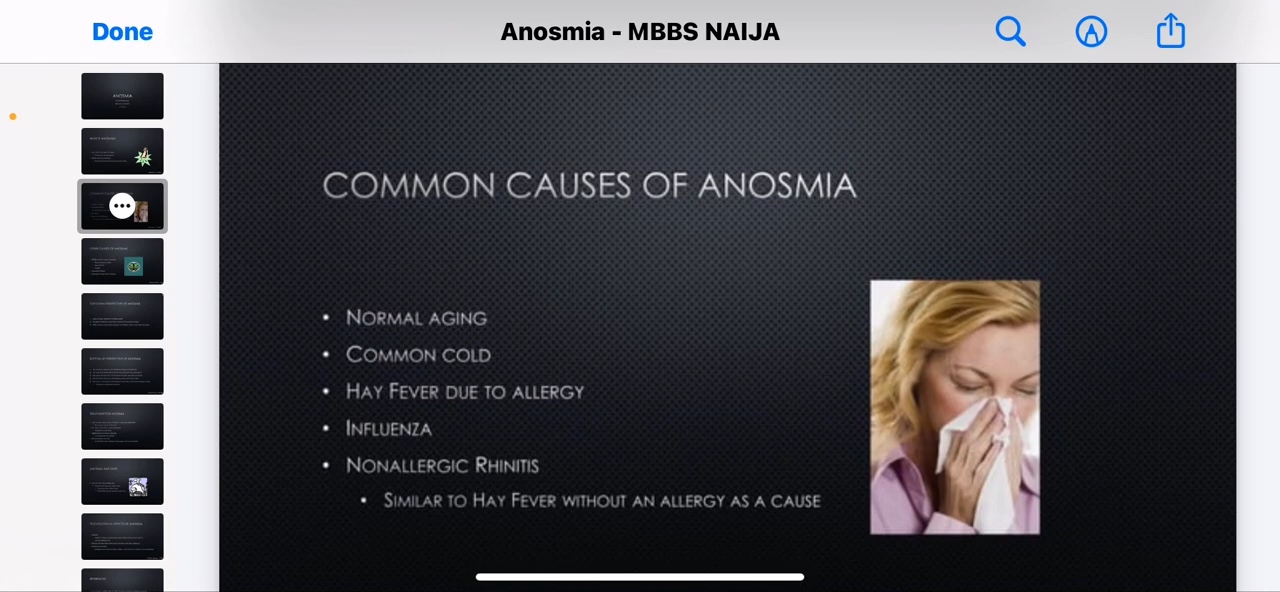 Done
Anosmia - MBBS NAIJA
COMMON CAUSES OF ANOSMIA
• NORMAL AGING
• COMMON COLD
• HAY FEVER DUE TO ALLERGY
• INFLUENZA
• NONALLERGIC RHINITIS
• SIMILAR TO HAY FEVER WITHOUT AN ALLERGY AS A CAUSE